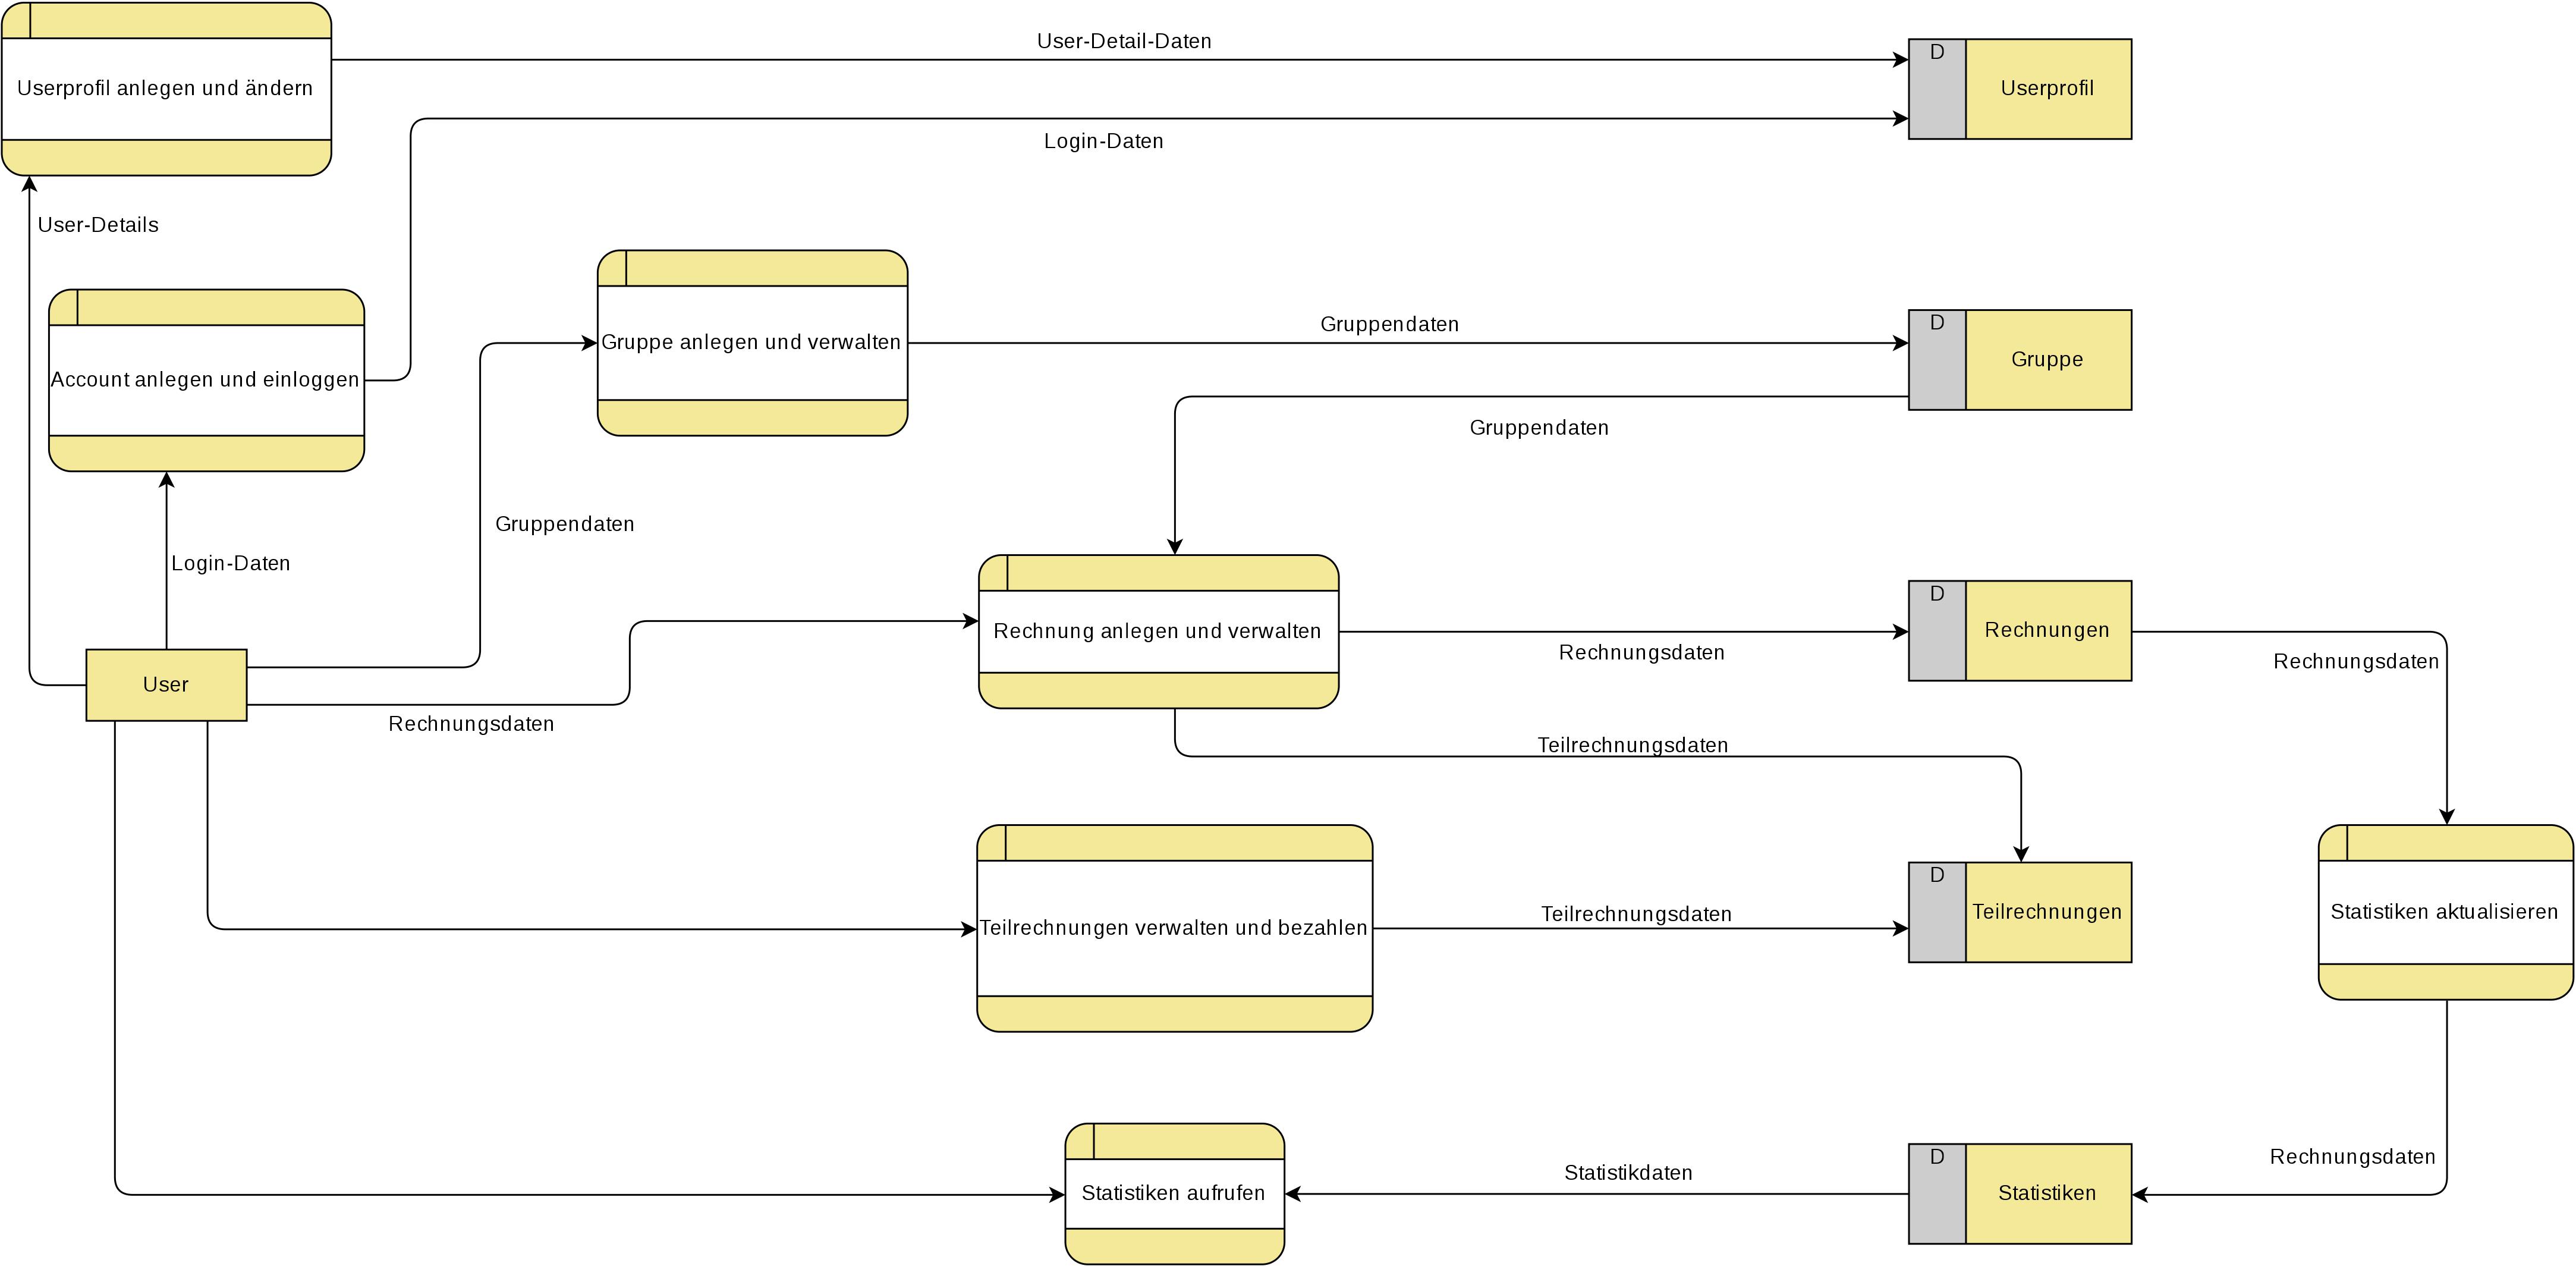 User-Detail-Daten
D
Userprofil anlegen und ändern
Userprofil
Login-Daten
User-Details
Gruppe anlegen und verwalten
Gruppendaten
D
Gruppe
Account anlegen und einloggen
Gruppendaten
Gruppendaten
Login-Daten
D
Rechnung anlegen und verwalten
Rechnungsdaten
Rechnungen
Rechnungsdaten
User
Rechnungsdaten
Teilrechnungsdaten
D
Teilrechnungen verwalten und bezahlen
Teilrechnungsdaten
Teilrechnungen
Statistiken aktualisieren
D
Rechnungsdaten
Statistikdaten
Statistiken aufrufen
Statistiken